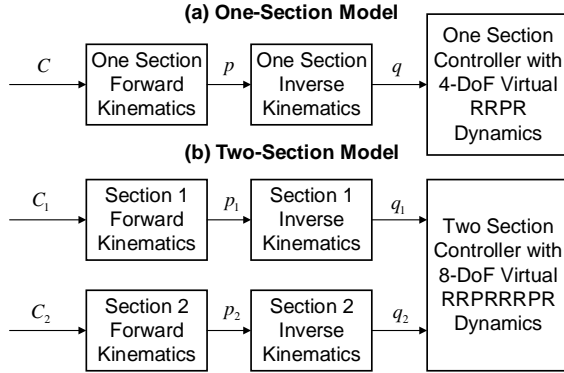 (a) One-Section Model
C
One Section
Forward
Kinematics
p
One Section
Inverse
Kinematics
q
One Section
Controller with
4-DoF Virtual
RRPR
Dynamics
(b) Two-Section Model
C1
Section 1
Forward
Kinematics
p1
Section 1
Inverse
Kinematics
q1
Two Section
Controller with
8-DoF Virtual
RRPRRRPR
Dynamics
C2
Section 2
Forward
Kinematics
p2
Section 2
Inverse
Kinematics
q2